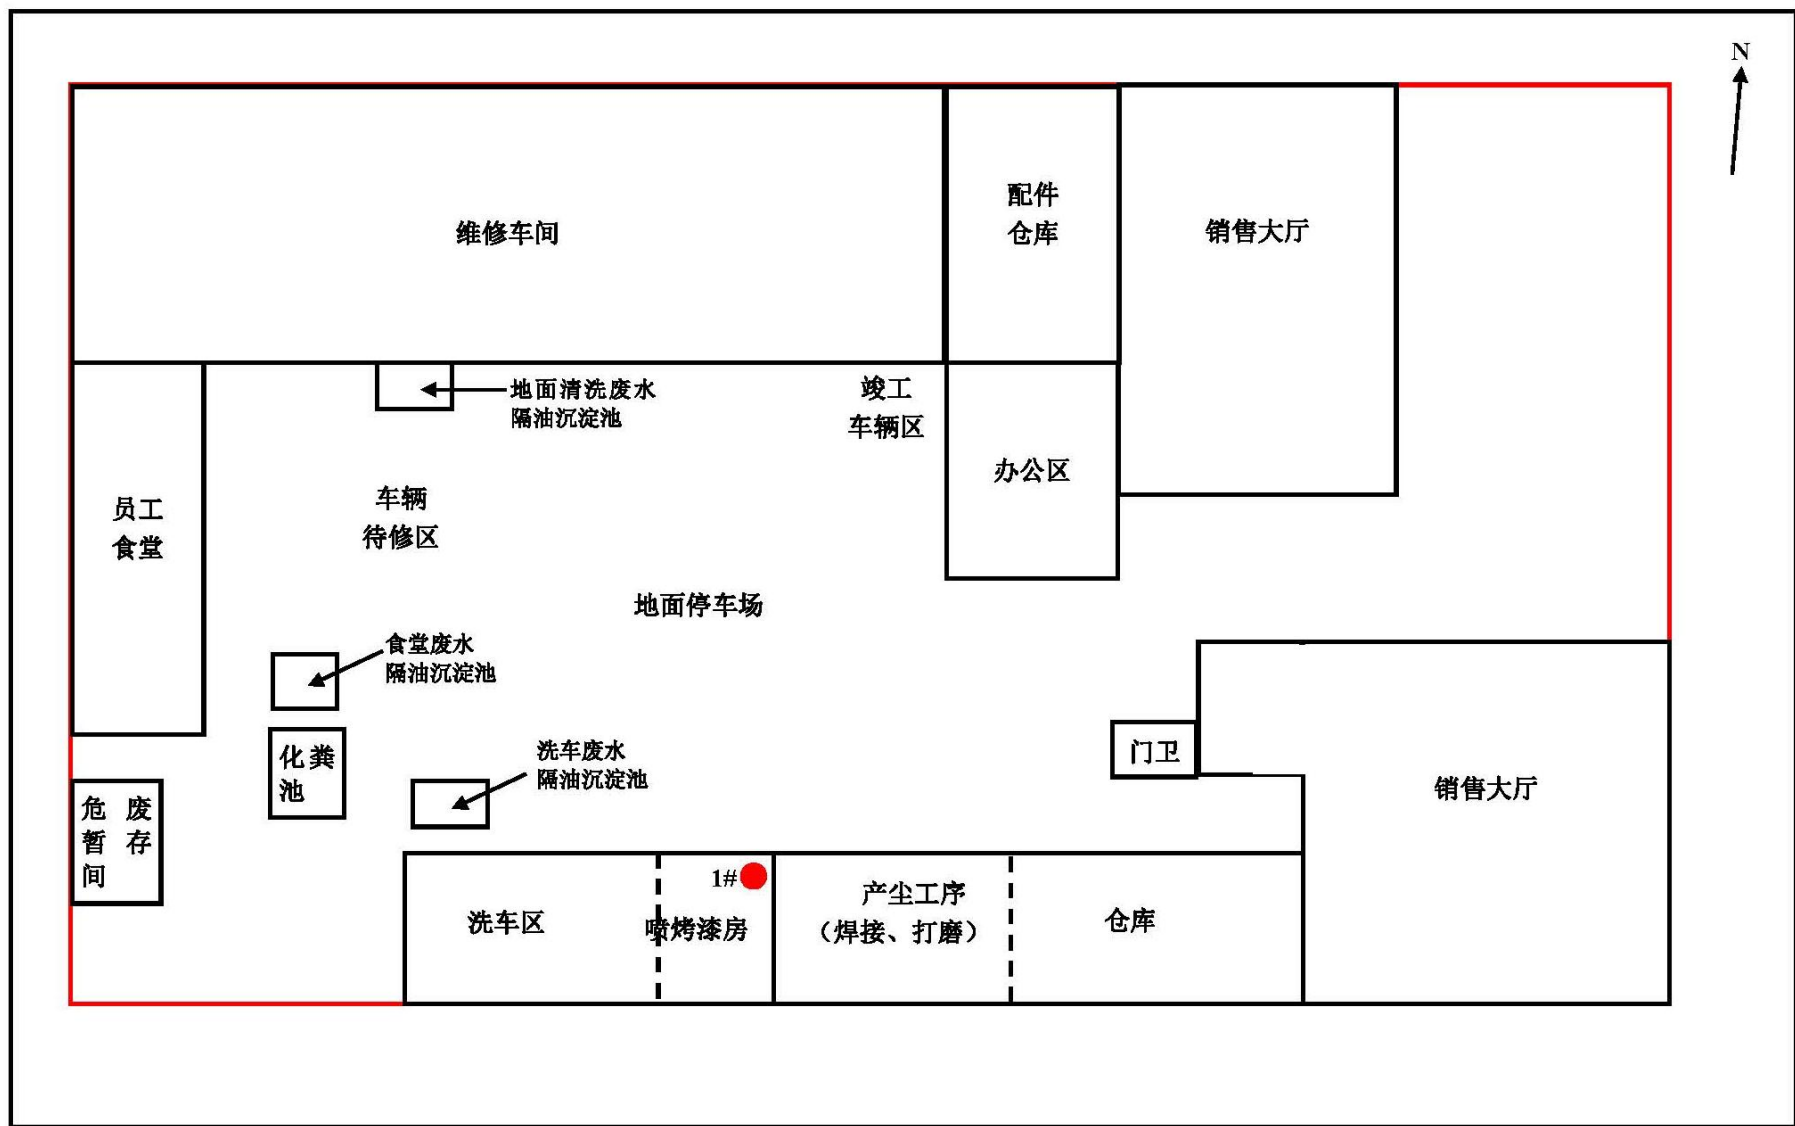 N
维修车间
配件
仓库
销售大厅
地面清洗废水
隔油沉淀池
竣工
车辆区
办公区
员工
食堂
车辆
待修区
地面停车场
食堂废水
隔油沉淀池
化粪
池
洗车废水
隔油沉淀池
门卫
销售大厅
危废
暂存
间
洗车区
1#
喷烤漆房
产尘工序
（焊接、打磨）
仓库